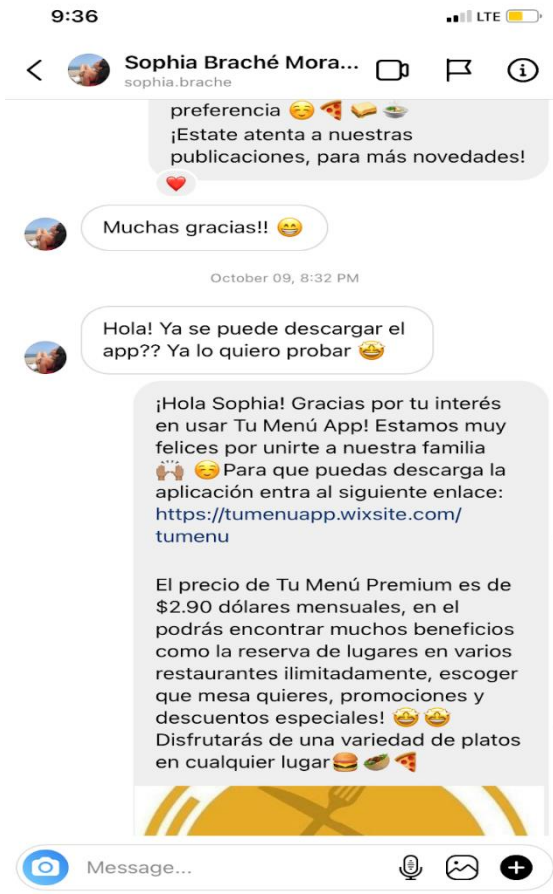 9:36
LTE
Sophia Braché Mora...
sophia.brache
preferencia ☺️ 🍕 🥪 🍲
¡Estate atenta a nuestras
publicaciones, para más novedades!
❤️
Muchas gracias!! 😁
October 09, 8:32 PM
Hola! Ya se puede descargar el
app?? Ya lo quiero probar 🤩
¡Hola Sophia! Gracias por tu interés
en usar Tu Menú App! Estamos muy
felices por unirte a nuestra familia
🙌🏽 ☺️Para que puedas descarga la
aplicación entra al siguiente enlace:
https://tumenuapp.wixsite.com/
tumenu
El precio de Tu Menú Premium es de
$2.90 dólares mensuales, en el
podrás encontrar muchos beneficios
como la reserva de lugares en varios
restaurantes ilimitadamente, escoger
que mesa quieres, promociones y
descuentos especiales! 🤩 🤩
Disfrutarás de una variedad de platos
en cualquier lugar🍔 🥙 🍕
Message...